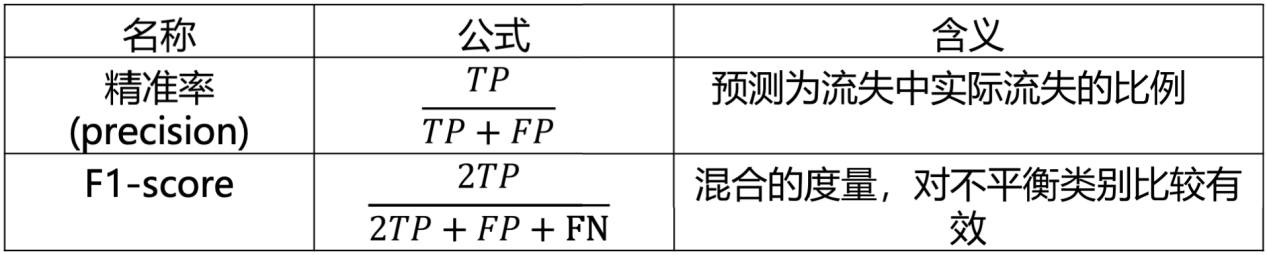 名称 公式 含义
精准率
(precision)
TP
TP + FP
预测为流失中实际流失的比例
F1-score
2TP
2TP + FP + FN
混合的度量，对不平衡类别比较有
效